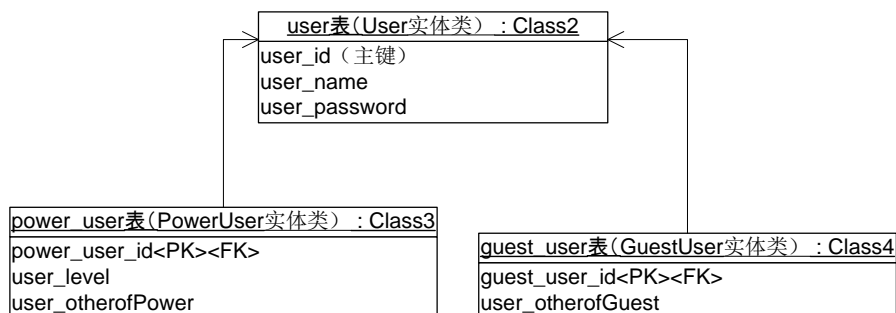 user表(User实体类) : Class2
user_id（主键）
user_name
user_password
power_user表(PowerUser实体类) : Class3
power_user_id<PK><FK>
user_level
user_otherofPower
guest_user表(GuestUser实体类) : Class4
guest_user_id<PK><FK>
user_otherofGuest